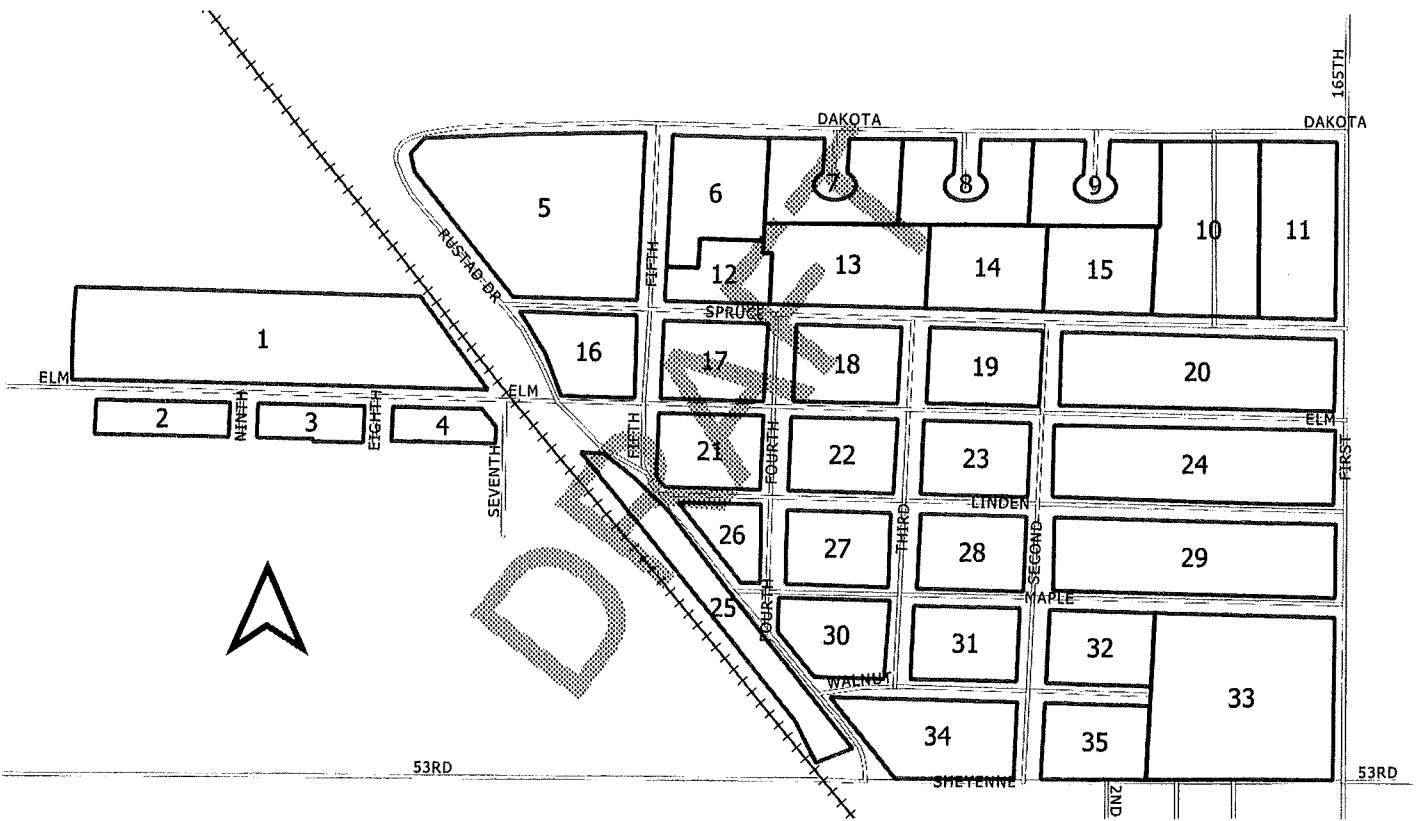 165TH
DAKOTA
DAKOTA
5
6
7
8
9
10
11
RUSTAD DR
FIFTH
12
13
14
15
SPRUCE
1
16
17
18
19
20
ELM
ELM
ELM
2
NINTH
3
EIGHTH
4
SEVENTH
FIFTH
21
FOURTH
22
23
24
FIRST
LINDEN
26
27
THIRD
28
SECOND
29
MAPLE
25
FOURTH
30
31
32
33
WALNUT
34
35
53RD
SHEYENNE
53RD
2ND
DRAFT